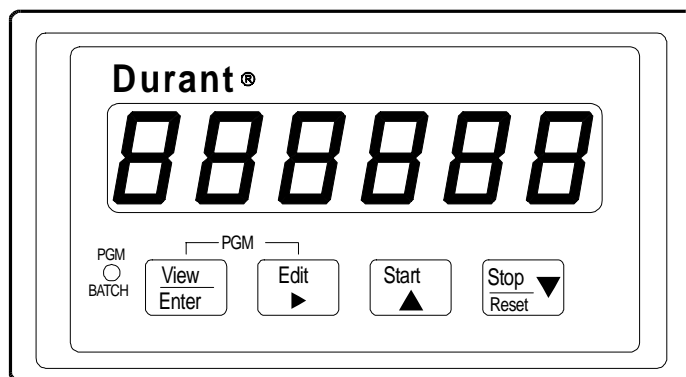 Durant®
888888
PGM
PGM
BATCH
View
Enter
Edit
Start
Stop
Reset